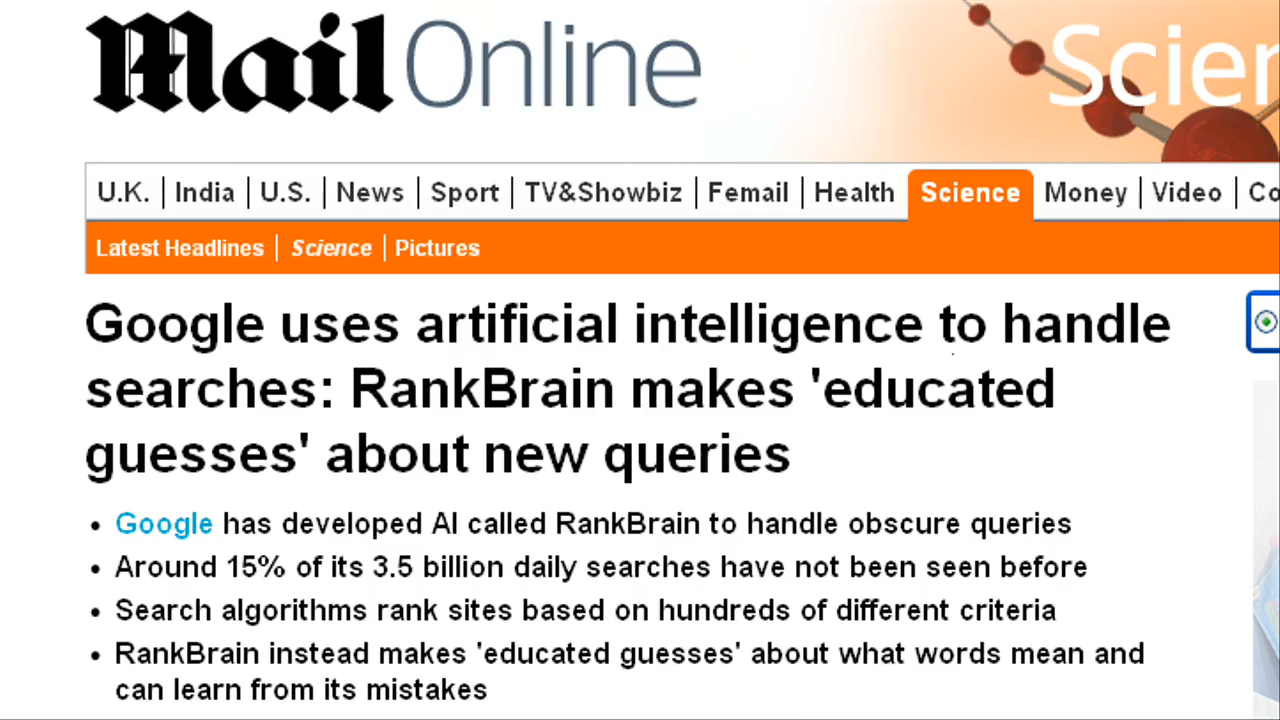 Mail Online
U.K. | India | U.S. | News | Sport | TV&Showbiz | Femail | Health | Science | Money | Video |
Latest Headlines | Science | Pictures
Google uses artificial intelligence to handle
searches: RankBrain makes 'educated
guesses' about new queries
• Google has developed AI called RankBrain to handle obscure queries
• Around 15% of its 3.5 billion daily searches have not been seen before
• Search algorithms rank sites based on hundreds of different criteria
• RankBrain instead makes 'educated guesses' about what words mean and
can learn from its mistakes